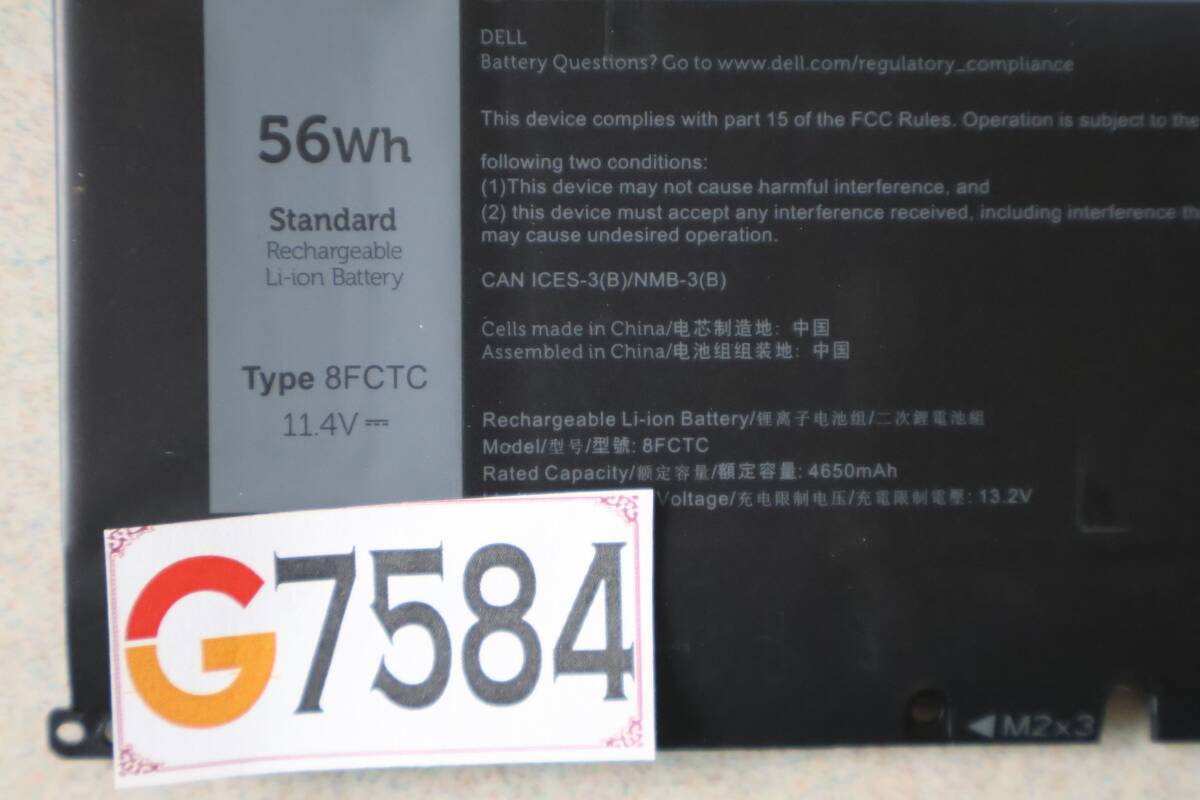 56Wh
Standard
Rechargeable
Li-ion Battery
Type 8FCTC
11.4V
DELL
Battery Questions? Go to www.dell.com/regulatory_compliance
This device complies with part 15 of the FCC Rules. Operation is subject to the
following two conditions:
(1)This device may not cause harmful interference, and
(2) this device must accept any interference received, including interference
may cause undesired operation.
CAN ICES-3(B)/NMB-3(B)
Cells made in China/电芯制造地: 中国
Assembled in China/电池组组装地: 中国
Rechargeable Li-ion Battery/锂离子电池组/二次鋰電池組
Model/型号/型號: 8FCTC
Rated Capacity/额定容量/額定容量: 4650mAh
Voltage/充电限制电压/充電限制電壓: 13.2V
G7584
◀M2x3